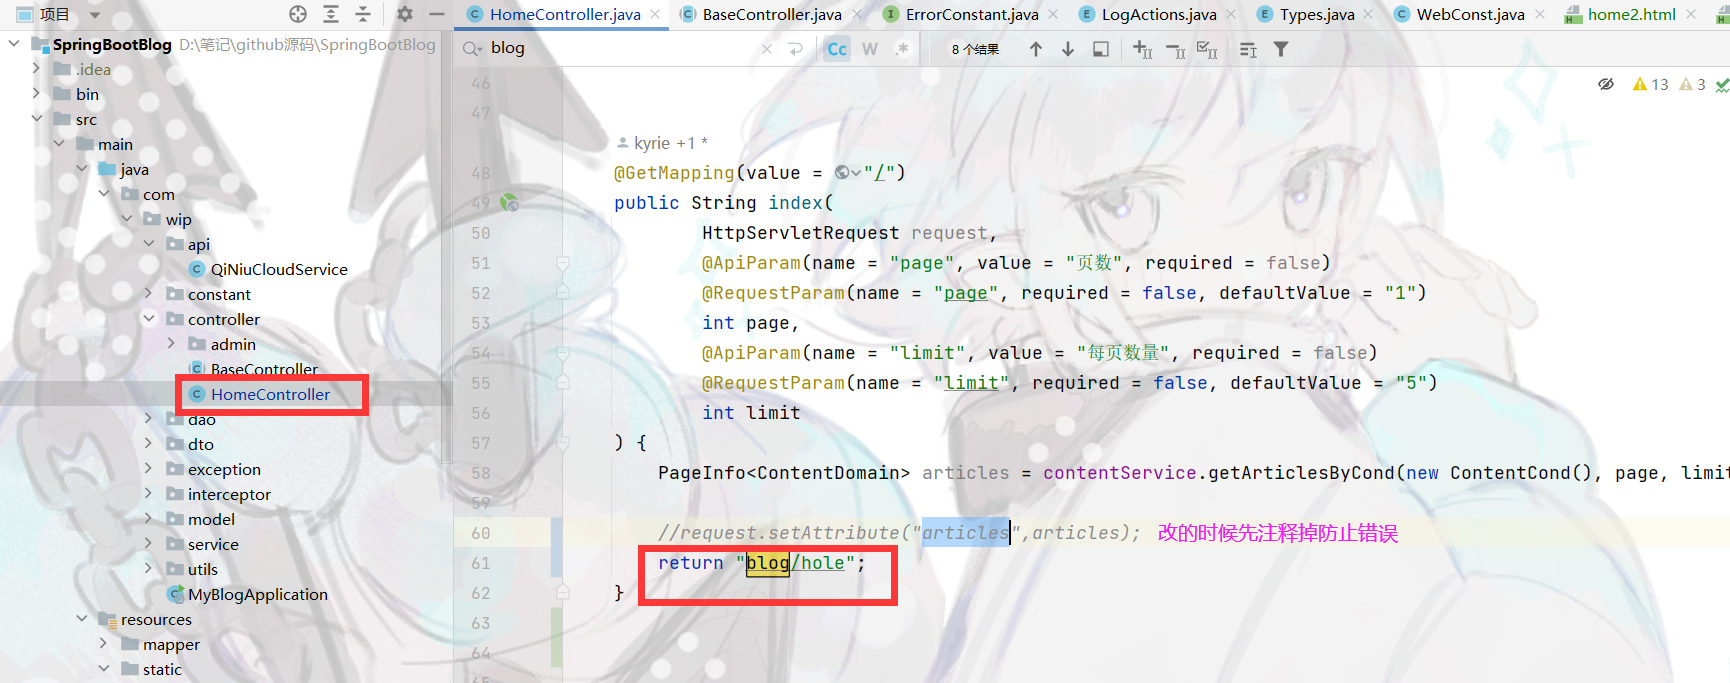 项目
HomeController.java
BaseController.java
ErrorConstant.java
LogActions.java
Types.java
WebConst.java
home2.html
SpringBootBlog D:\笔记\github源码\SpringBootBlog
.idea
bin
src
main
java
com
wip
api
QiNiuCloudService
constant
controller
admin
BaseController
HomeController
dao
dto
exception
interceptor
model
service
utils
MyBlogApplication
resources
mapper
static
blog
Cc W .*
8 个结果
13 3
46
47
kyrie +1 *
48 @GetMapping(value = "/")
49 public String index(
50 HttpServletRequest request,
51 @ApiParam(name = "page", value = "页数", required = false)
52 @RequestParam(name = "page", required = false, defaultValue = "1")
53 int page,
54 @ApiParam(name = "limit", value = "每页数量", required = false)
55 @RequestParam(name = "limit", required = false, defaultValue = "5")
56 int limit
57 ) {
58 PageInfo<ContentDomain> articles = contentService.getArticlesByCond(new ContentCond(), page, limit
59
60 //request.setAttribute("articles",articles); 改的时候先注释掉防止错误
61 return "blog/hole";
62 }
63
64
65